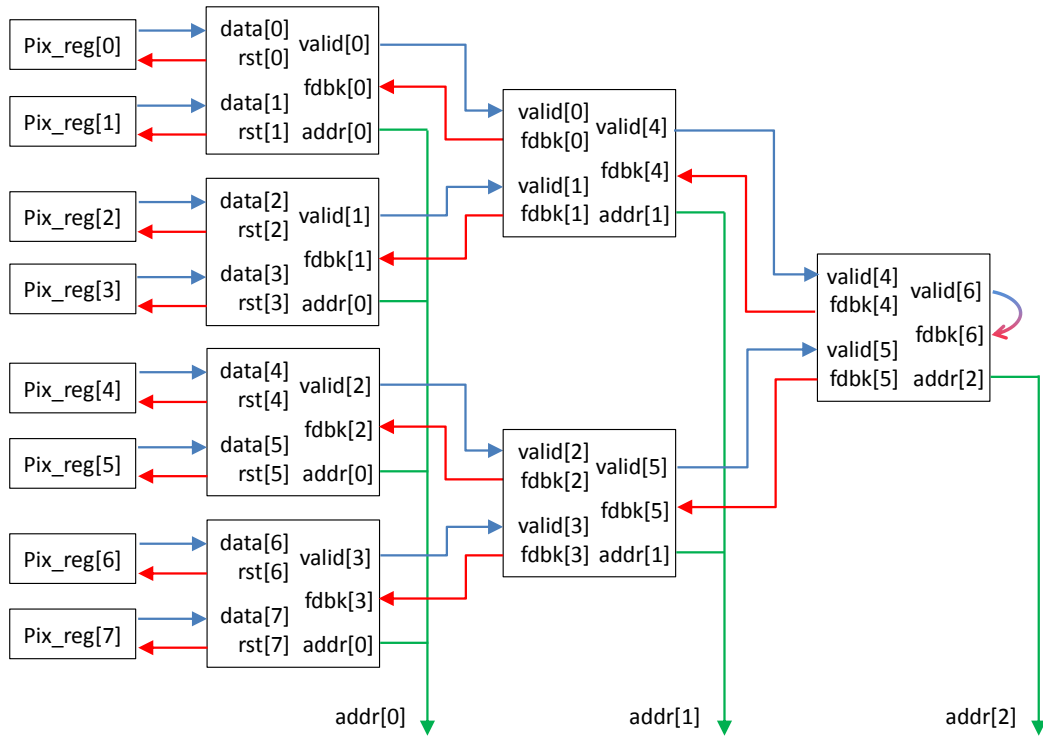 Pix_reg[0]
Pix_reg[1]
data[0]
rst[0]
data[1]
rst[1]
valid[0]
fdbk[0]
addr[0]
Pix_reg[2]
Pix_reg[3]
data[2]
rst[2]
data[3]
rst[3]
valid[1]
fdbk[1]
addr[0]
Pix_reg[4]
Pix_reg[5]
data[4]
rst[4]
data[5]
rst[5]
valid[2]
fdbk[2]
addr[0]
Pix_reg[6]
Pix_reg[7]
data[6]
rst[6]
data[7]
rst[7]
valid[3]
fdbk[3]
addr[0]
valid[0]
fdbk[0]
valid[1]
fdbk[1]
valid[4]
fdbk[4]
addr[1]
valid[2]
fdbk[2]
valid[3]
fdbk[3]
valid[5]
fdbk[5]
addr[1]
valid[4]
fdbk[4]
valid[5]
fdbk[5]
valid[6]
fdbk[6]
addr[2]
addr[0]
addr[1]
addr[2]